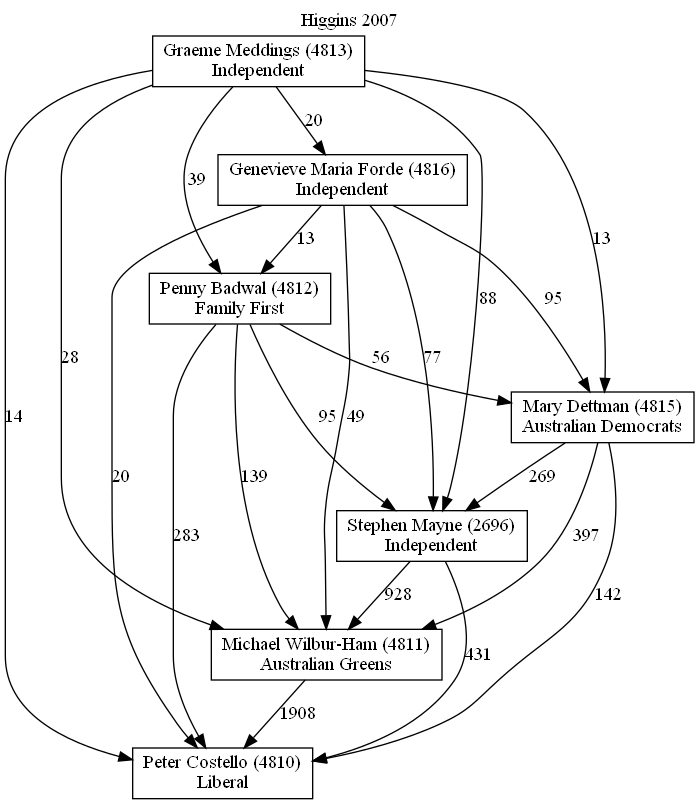 Higgins 2007
Graeme Meddings (4813)
Independent
20
Genevieve Maria Forde (4816)
Independent
39
13
13
Penny Badwal (4812)
Family First
88
95
28
56
77
49
Mary Dettman (4815)
Australian Democrats
14
95
20
139
269
283
Stephen Mayne (2696)
Independent
397
928
142
Michael Wilbur-Ham (4811)
Australian Greens
431
1908
Peter Costello (4810)
Liberal